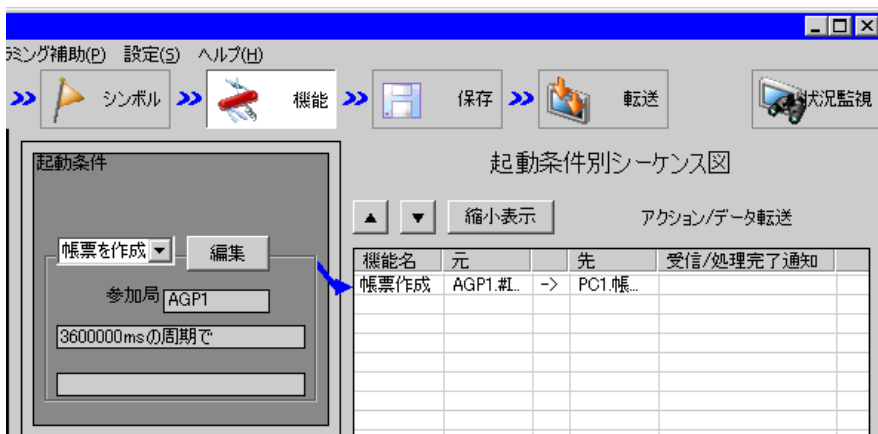 ラミング補助(P) 設定(S) ヘルプ(H)
シンボル 機能 保存 転送 状況監視
起動条件
起動条件別シーケンス図
▲ ▼ 縮小表示 アクション/データ転送
帳票を作成 編集
機能名 元 先 受信/処理完了通知
帳票作成 AGP1.#I... -> PC1.帳...
参加局 AGP1
3600000msの周期で